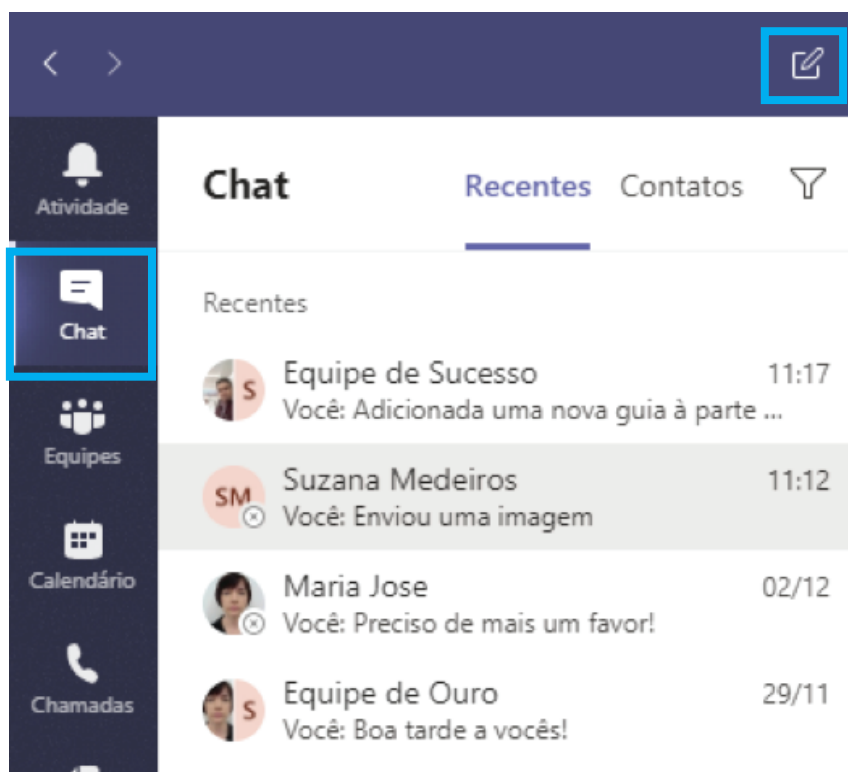 Atividade
Chat
Equipes
Calendário
Chamadas
Chat Recentes Contatos
Recentes
S Equipe de Sucesso 11:17
Você: Adicionada uma nova guia à parte ...
SM Suzana Medeiros 11:12
Você: Enviou uma imagem
Maria Jose 02/12
Você: Preciso de mais um favor!
S Equipe de Ouro 29/11
Você: Boa tarde a vocês!